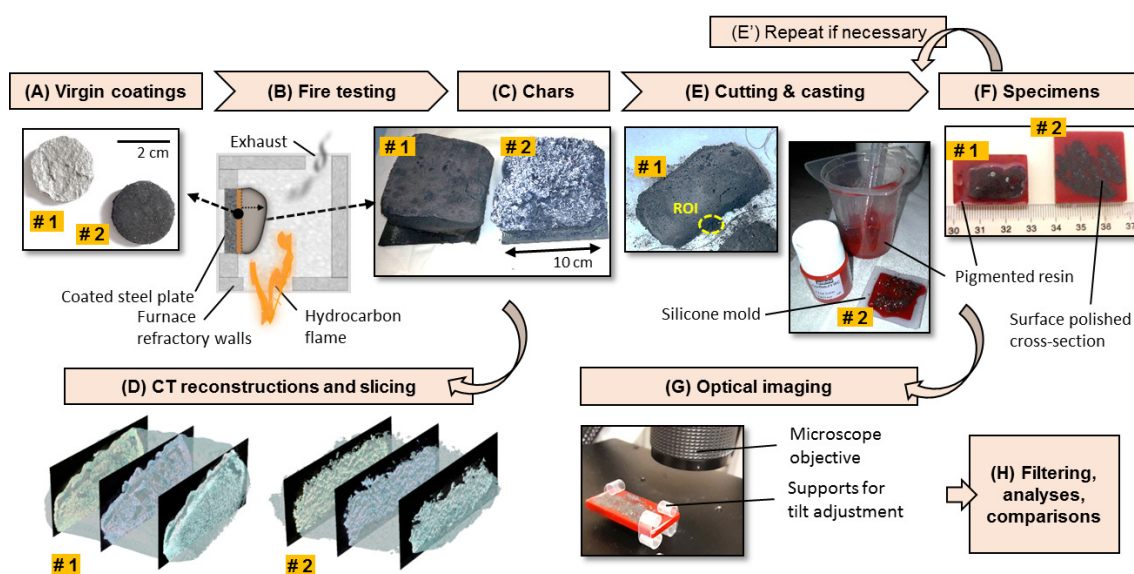 (E') Repeat if necessary
(A) Virgin coatings
(B) Fire testing
(C) Chars
(E) Cutting & casting
(F) Specimens
2 cm
# 1
# 2
Exhaust
Coated steel plate
Furnace
refractory walls
Hydrocarbon
flame
# 1
# 2
10 cm
# 1
ROI
Silicone mold
# 2
# 1
# 2
30 31 32 33 34 35 36 37
Pigmented resin
Surface polished
cross-section
(D) CT reconstructions and slicing
# 1
# 2
(G) Optical imaging
Microscope
objective
Supports for
tilt adjustment
(H) Filtering,
analyses,
comparisons